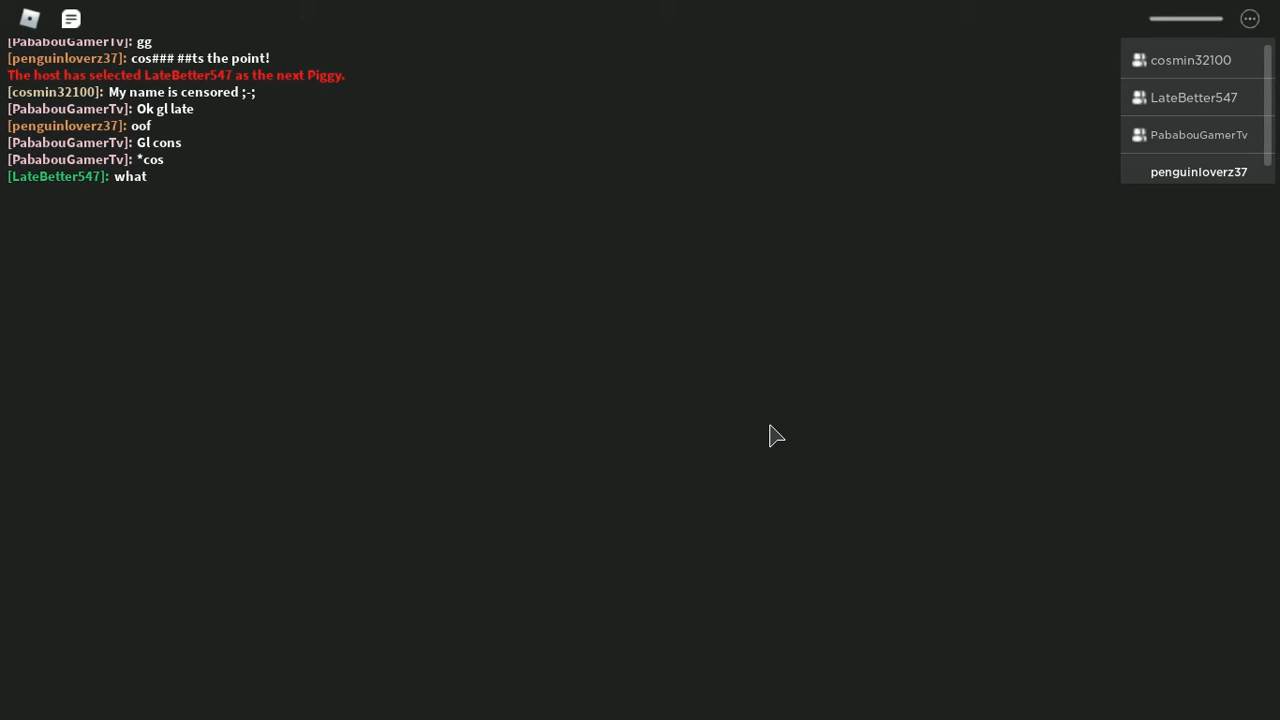 [PababouGamerTv]: gg
[penguinloverz37]: cos### ##ts the point!
The host has selected LateBetter547 as the next Piggy.
[cosmin32100]: My name is censored ;-;
[PababouGamerTv]: Ok gl late
[penguinloverz37]: oof
[PababouGamerTv]: Gl cons
[PababouGamerTv]: *cos
[LateBetter547]: what
cosmin32100
LateBetter547
PababouGamerTv
penguinloverz37